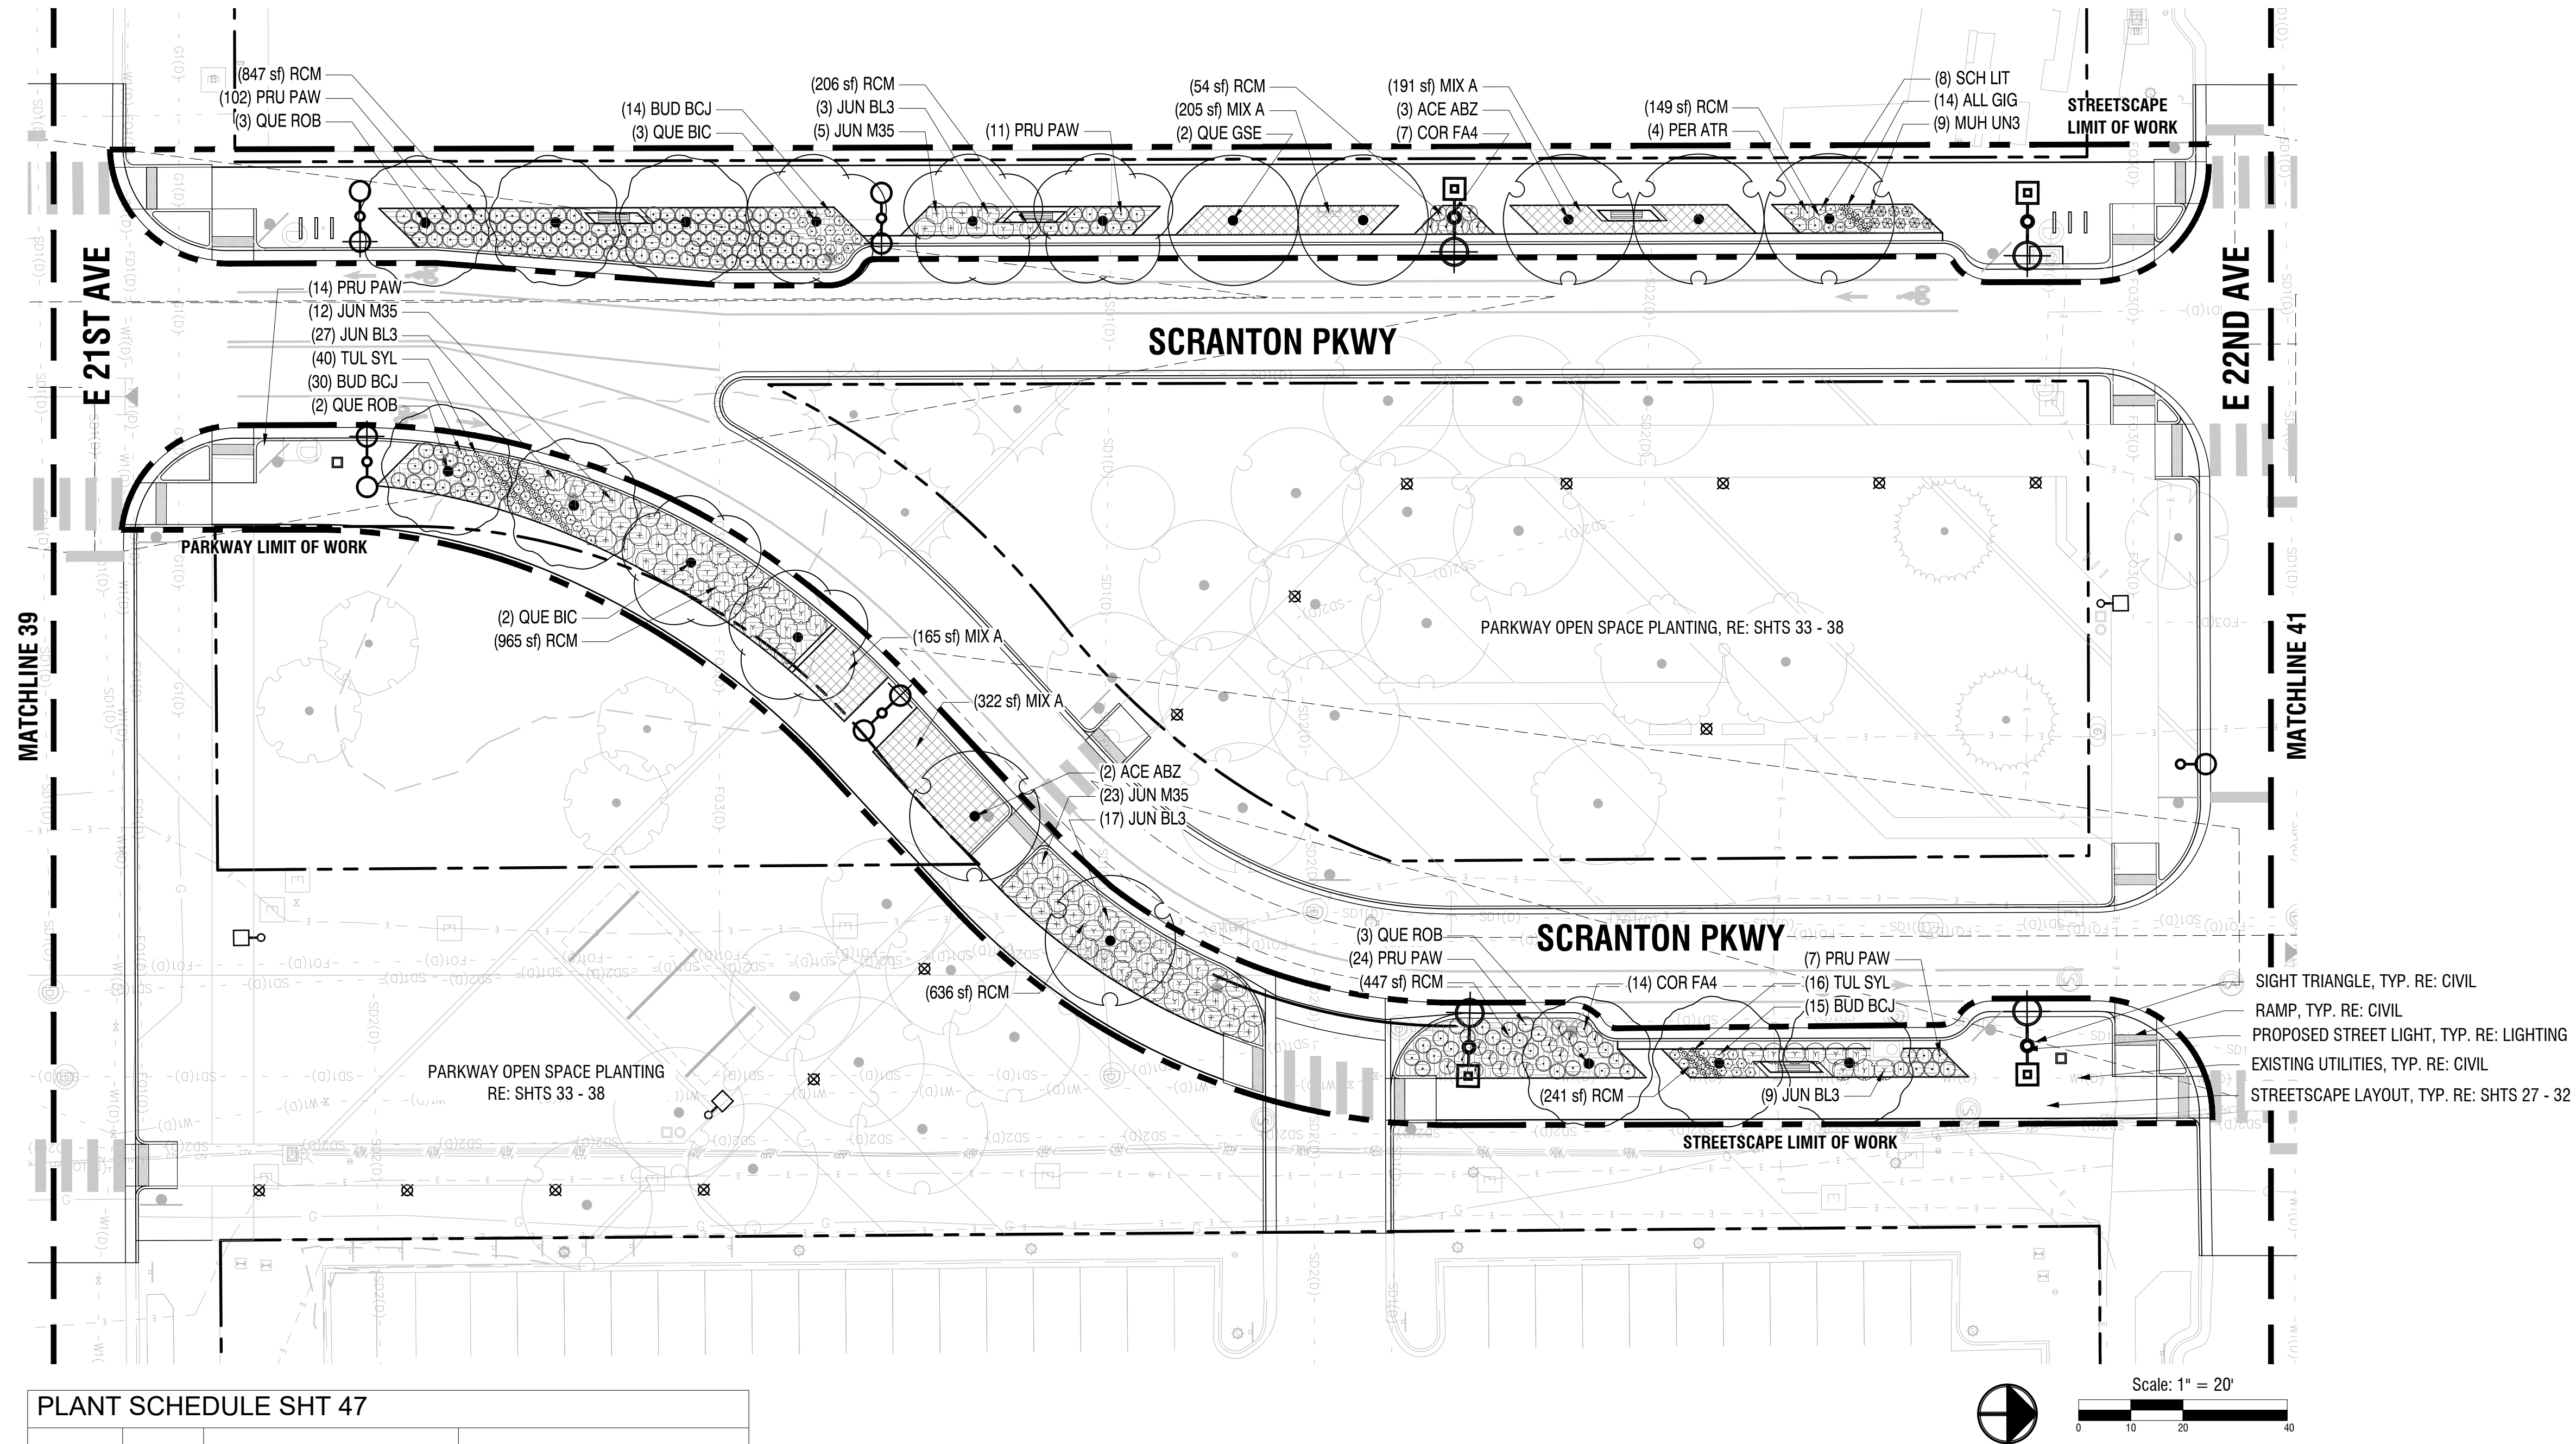 (847 sf) RCM
(102) PRU PAW
(3) QUE ROB
(14) BUD BCJ
(3) QUE BIC
(206 sf) RCM
(3) JUN BL3
(5) JUN M35
(11) PRU PAW
(54 sf) RCM
(205 sf) MIX A
(2) QUE GSE
(191 sf) MIX A
(3) ACE ABZ
(7) COR FA4
(149 sf) RCM
(4) PER ATR
(8) SCH LIT
(14) ALL GIG
(9) MUH UN3
STREETSCAPE
LIMIT OF WORK
E 21ST AVE
(14) PRU PAW
(12) JUN M35
(27) JUN BL3
(40) TUL SYL
(30) BUD BCJ
(2) QUE ROB
SCRANTON PKWY
E 22ND AVE
PARKWAY LIMIT OF WORK
MATCHLINE 39
(2) QUE BIC
(965 sf) RCM
(165 sf) MIX A
(322 sf) MIX A
PARKWAY OPEN SPACE PLANTING, RE: SHTS 33 - 38
MATCHLINE 41
(2) ACE ABZ
(23) JUN M35
(17) JUN BL3
(636 sf) RCM
(3) QUE ROB
(24) PRU PAW
(447 sf) RCM
SCRANTON PKWY
(14) COR FA4
(7) PRU PAW
(16) TUL SYL
(15) BUD BCJ
(241 sf) RCM
(9) JUN BL3
SIGHT TRIANGLE, TYP. RE: CIVIL
RAMP, TYP. RE: CIVIL
PROPOSED STREET LIGHT, TYP. RE: LIGHTING
EXISTING UTILITIES, TYP. RE: CIVIL
STREETSCAPE LAYOUT, TYP. RE: SHTS 27 - 32
PARKWAY OPEN SPACE PLANTING
RE: SHTS 33 - 38
STREETSCAPE LIMIT OF WORK
PLANT SCHEDULE SHT 47
Scale: 1" = 20'
0 10 20 40